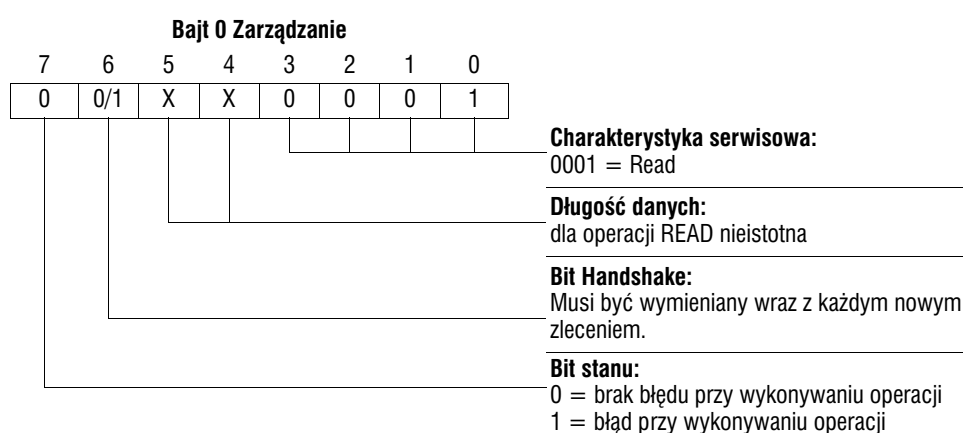 Bajt 0 Zarządzanie
7 6 5 4 3 2 1 0
0 0/1 X X 0 0 0 1
Charakterystyka serwisowa:
0001 = Read
Długość danych:
dla operacji READ nieistotna
Bit Handshake:
Musi być wymieniany wraz z każdym nowym
zleceniem.
Bit stanu:
0 = brak błędu przy wykonywaniu operacji
1 = błąd przy wykonywaniu operacji